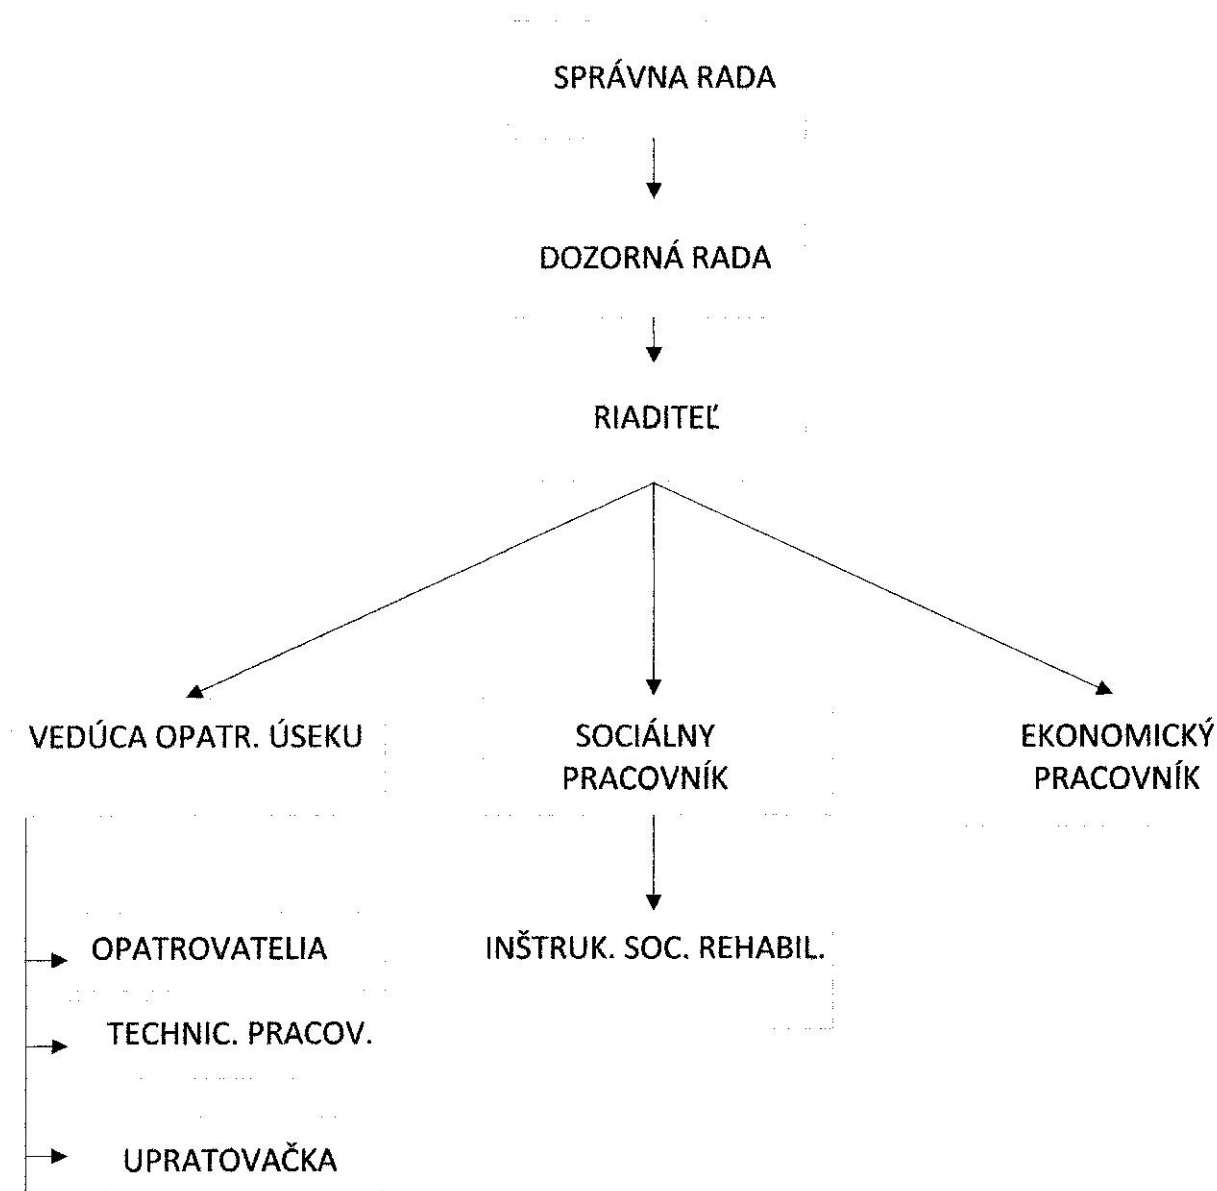 SPRÁVNA RADA
DOZORNÁ RADA
RIADITEĽ
VEDÚCA OPATR. ÚSEKU
SOCIÁLNY
PRACOVNÍK
EKONOMICKÝ
PRACOVNÍK
OPATROVATELIA
INŠTRUK. SOC. REHABIL.
TECHNIC. PRACOV.
UPRATOVAČKA